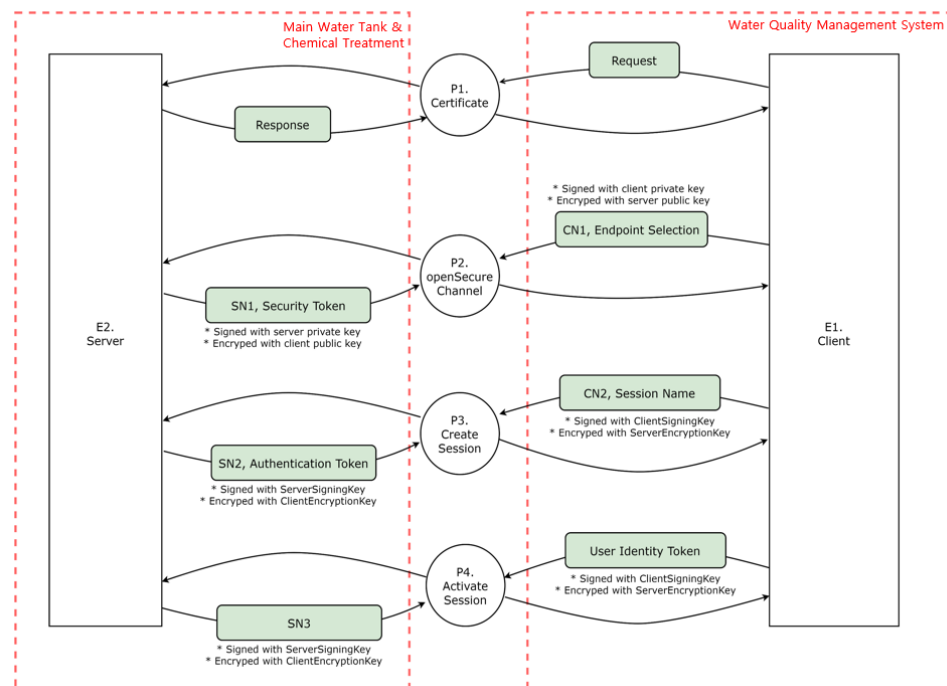 Main Water Tank &
Chemical Treatment
Water Quality Management System
Request
P1.
Certificate
Response
* Signed with client private key
* Encryped with server public key
CN1, Endpoint Selection
P2.
openSecure
Channel
SN1, Security Token
* Signed with server private key
* Encryped with client public key
E2.
Server
E1.
Client
CN2, Session Name
* Signed with ClientSigningKey
* Encryped with ServerEncryptionKey
P3.
Create
Session
SN2, Authentication Token
* Signed with ServerSigningKey
* Encryped with ClientEncryptionKey
User Identity Token
* Signed with ClientSigningKey
* Encryped with ServerEncryptionKey
P4.
Activate
Session
SN3
* Signed with ServerSigningKey
* Encryped with ClientEncryptionKey